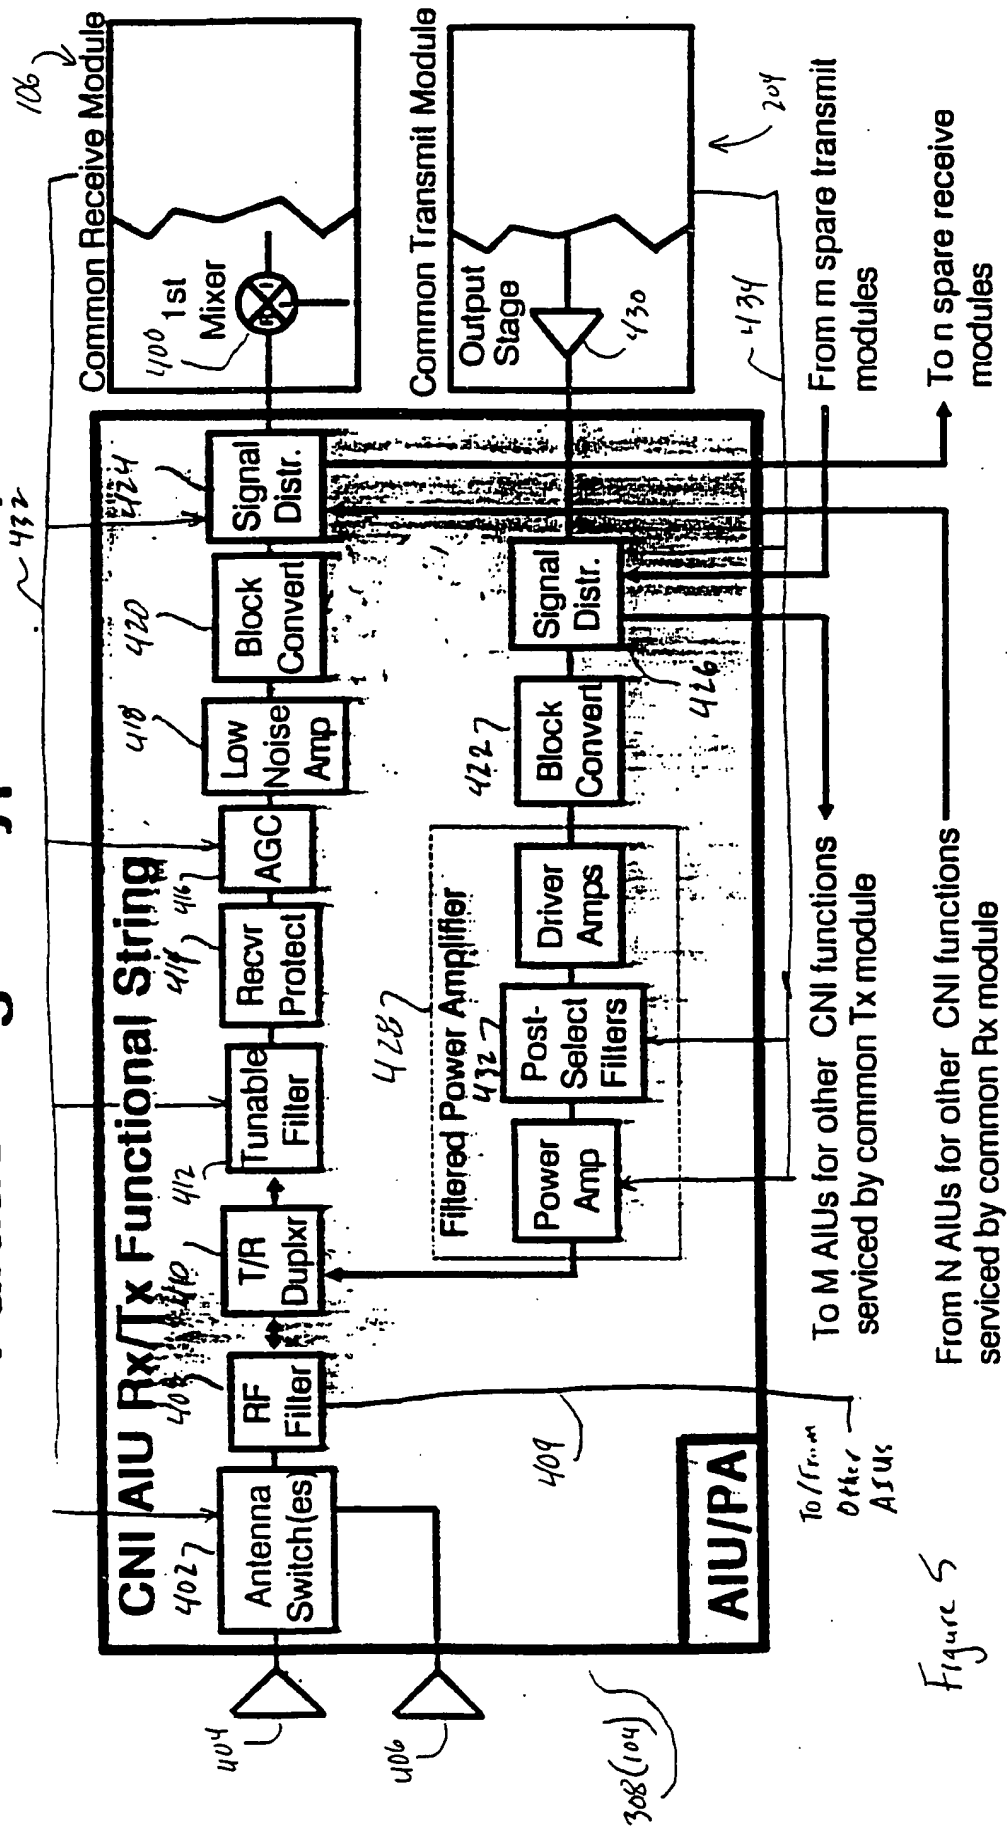 432
106
CNI AIU Rx/Tx Functional String
Common Receive Module
402
Antenna
Switch(es)
408
RF
Filter
410
T/R
Duplxr
412
Tunable
Filter
414
Recvr
Protect
416
AGC
418
Low
Noise
Amp
420
Block
Convert
424
Signal
Distr.
400
1st
Mixer
R
I
404
406
409
428
Filtered Power Amplifier
Power
Amp
432
Post-
Select
Filters
Driver
Amps
422
Block
Convert
426
Signal
Distr.
Common Transmit Module
Output
Stage
430
204
434
AIU/PA
308(104)
To/From
Other
AIUs
To M AIUs for other CNI functions
serviced by common Tx module
From m spare transmit
modules
From N AIUs for other CNI functions
serviced by common Rx module
To n spare receive
modules
Figure 5